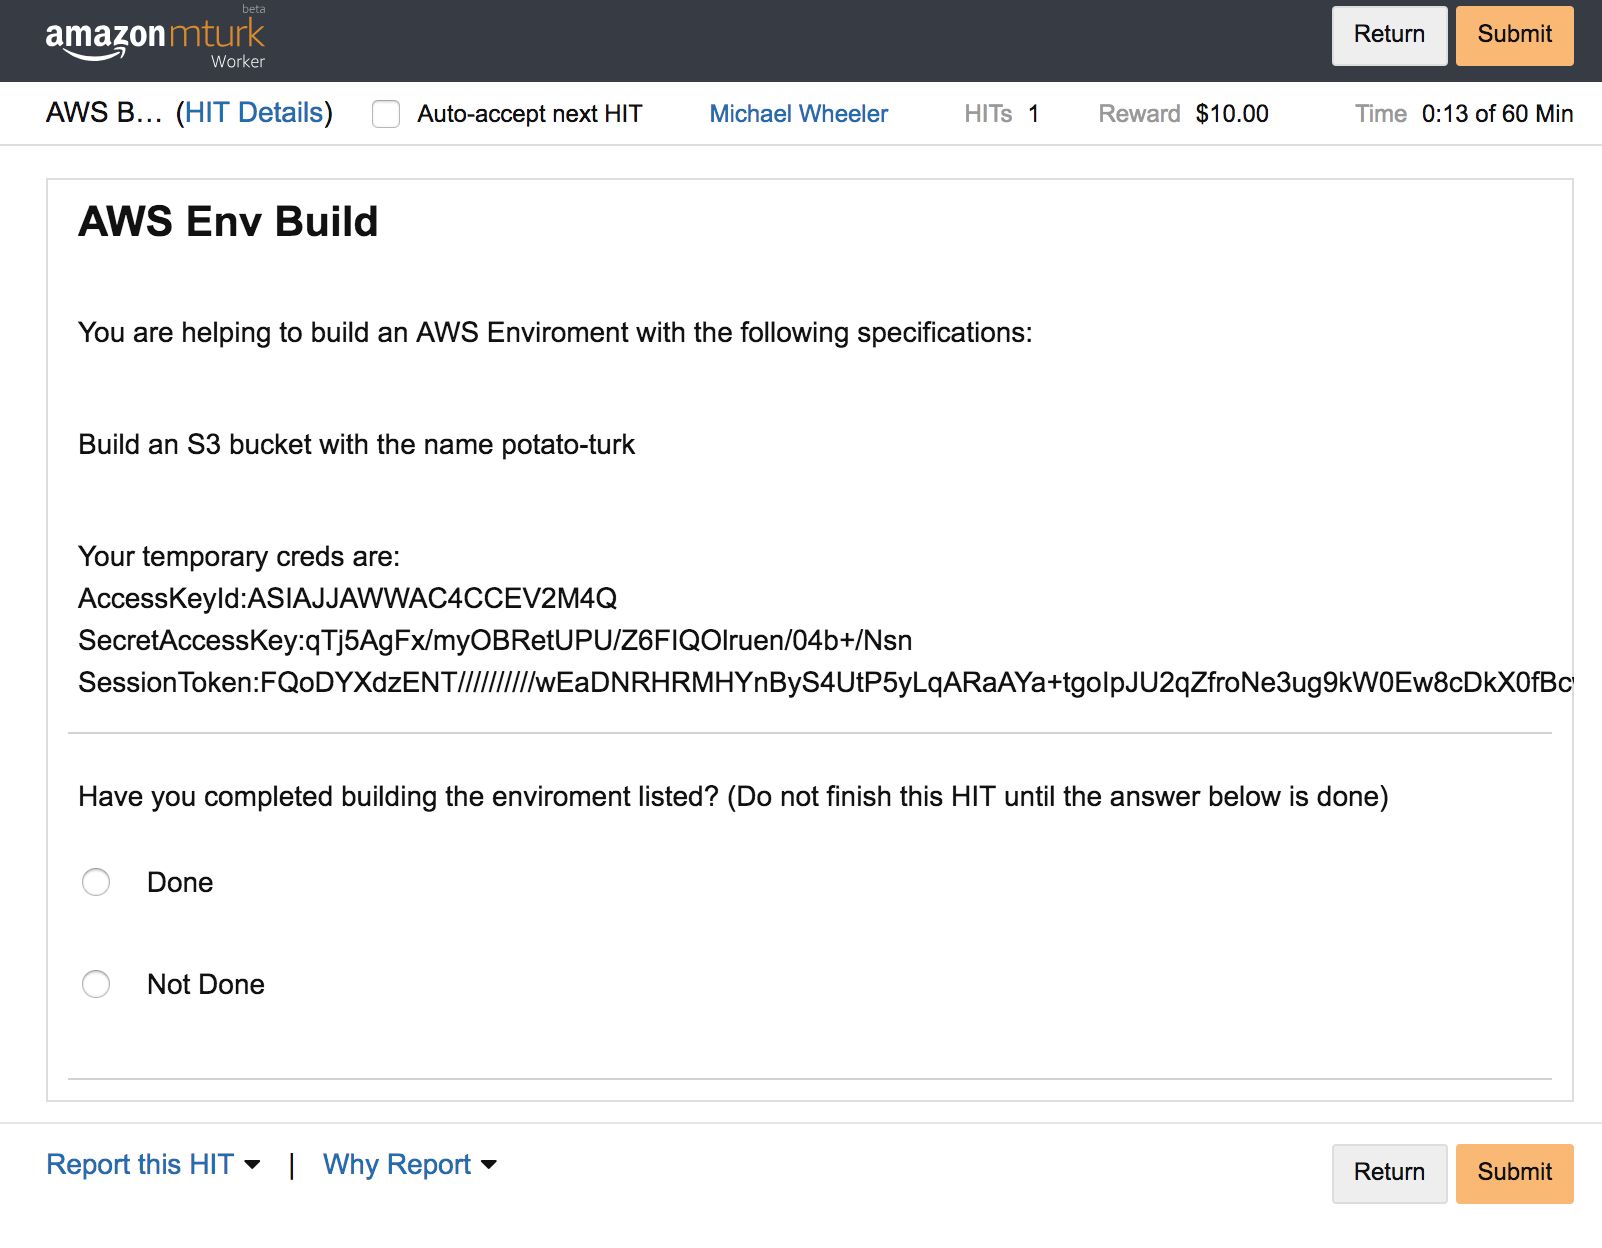 beta
amazon mturk
Worker
Return
Submit
AWS B... (HIT Details)
Auto-accept next HIT
Michael Wheeler
HITs 1
Reward $10.00
Time 0:13 of 60 Min
AWS Env Build
You are helping to build an AWS Enviroment with the following specifications:
Build an S3 bucket with the name potato-turk
Your temporary creds are:
AccessKeyId:ASIAJJAWWAC4CCEV2M4Q
SecretAccessKey:qTj5AgFx/myOBRetUPU/Z6FIQOlruen/04b+/Nsn
SessionToken:FQoDYXdzENT//////////wEaDNRHRMHYnByS4UtP5yLqARaAYa+tgoIpJU2qZfroNe3ug9kW0Ew8cDkX0fBc
Have you completed building the enviroment listed? (Do not finish this HIT until the answer below is done)
Done
Not Done
Report this HIT
|
Why Report
Return
Submit